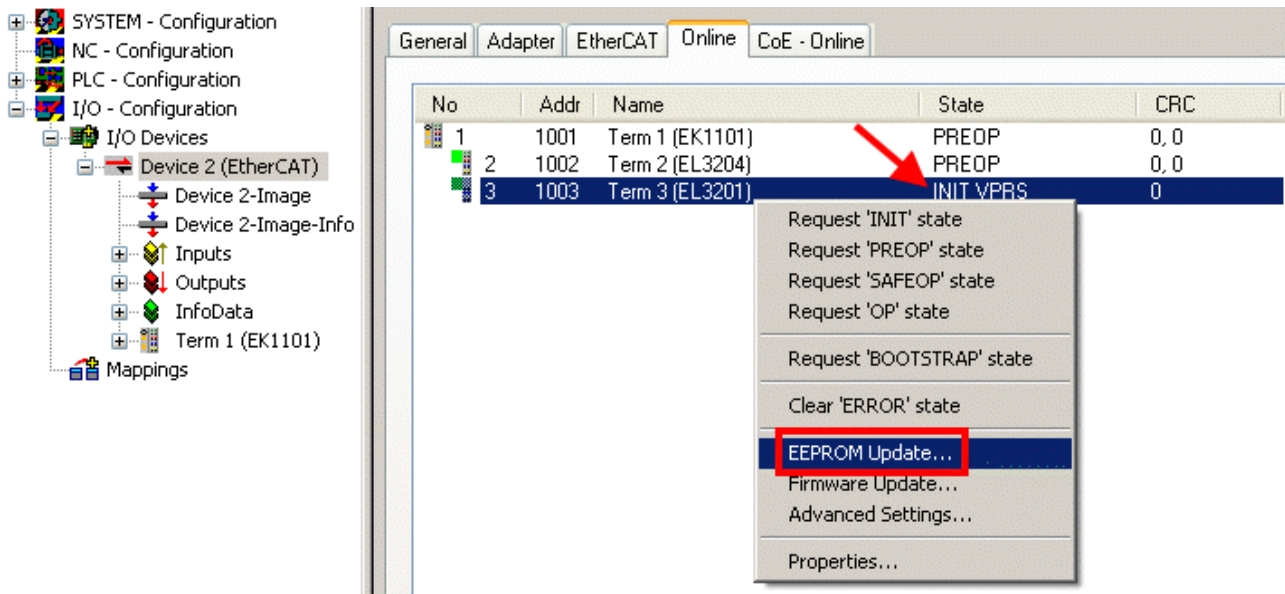 SYSTEM - Configuration
NC - Configuration
PLC - Configuration
I/O - Configuration
I/O Devices
Device 2 (EtherCAT)
Device 2-Image
Device 2-Image-Info
Inputs
Outputs
InfoData
Term 1 (EK1101)
Mappings
General Adapter EtherCAT Online CoE - Online
No Addr Name State CRC
1 1001 Term 1 (EK1101) PREOP 0, 0
2 1002 Term 2 (EL3204) PREOP 0, 0
3 1003 Term 3 (EL3201) INIT VPRS 0
Request 'INIT' state
Request 'PREOP' state
Request 'SAFEOP' state
Request 'OP' state
Request 'BOOTSTRAP' state
Clear 'ERROR' state
EEPROM Update...
Firmware Update...
Advanced Settings...
Properties...